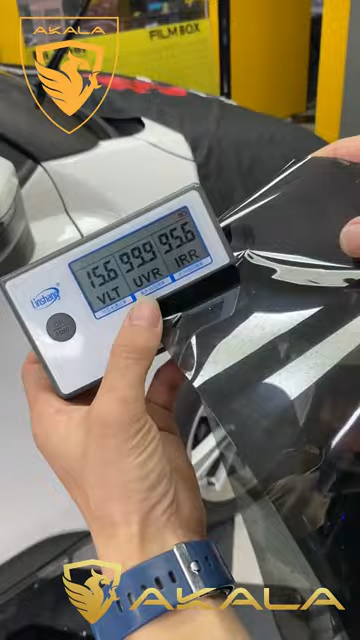 AKALA
FILM BOX
Linshang
15.6 99.9 95.6
VLT UVR IRR
AKALA